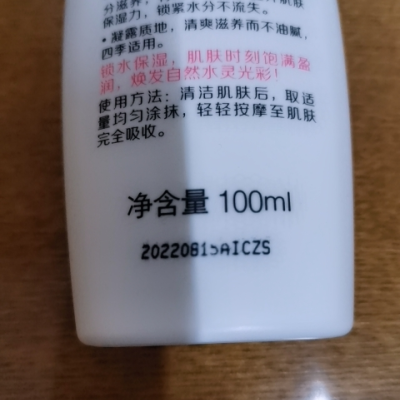 分滋养，
保湿力，锁紧水分不流失。
•凝露质地，清爽滋养而不油腻，
四季适用。
锁水保湿，肌肤时刻饱满盈
润，焕发自然水灵光彩！
使用方法：清洁肌肤后，取适
量均匀涂抹，轻轻按摩至肌肤
完全吸收。
净含量 100ml
20220815AICZS